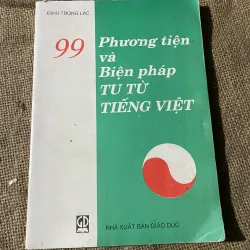 ĐINH TRỌNG LẠC
99 Phương tiện
và
Biện pháp
TU TỪ
TIẾNG VIỆT
NHÀ XUẤT BẢN GIÁO DỤC